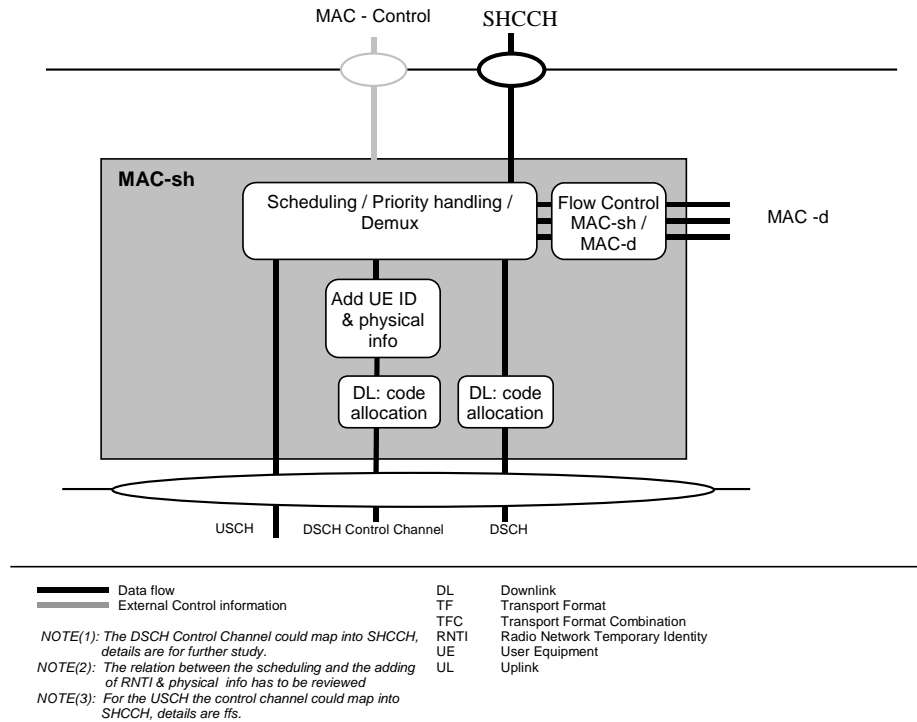 MAC - Control
SHCCH
MAC-sh
Scheduling / Priority handling /
Demux
Flow Control
MAC-sh /
MAC-d
MAC -d
Add UE ID
& physical
info
DL: code
allocation
DL: code
allocation
USCH
DSCH Control Channel
DSCH
Data flow
External Control information
NOTE(1): The DSCH Control Channel could map into SHCCH,
details are for further study.
NOTE(2): The relation between the scheduling and the adding
of RNTI & physical info has to be reviewed
NOTE(3): For the USCH the control channel could map into
SHCCH, details are ffs.
DL Downlink
TF Transport Format
TFC Transport Format Combination
RNTI Radio Network Temporary Identity
UE User Equipment
UL Uplink